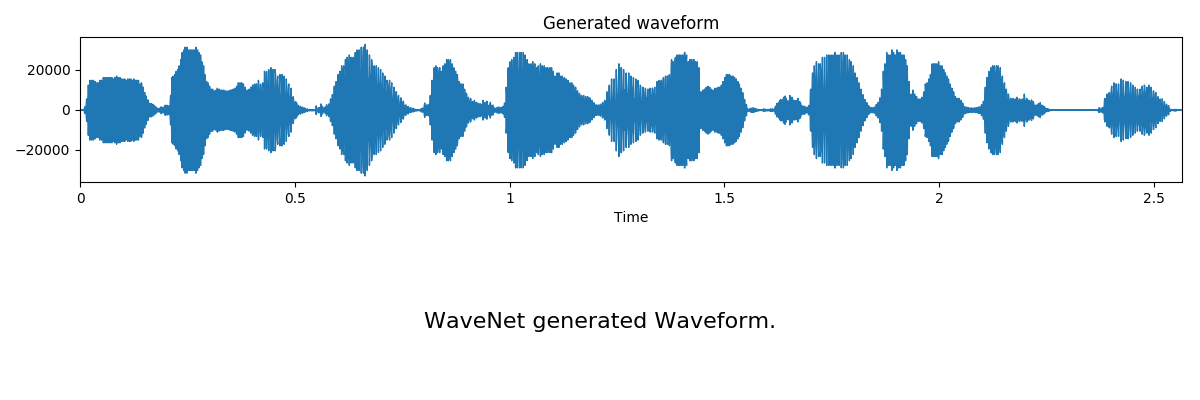 Generated waveform
20000
0
−20000
0 0.5 1 1.5 2 2.5
Time
WaveNet generated Waveform.